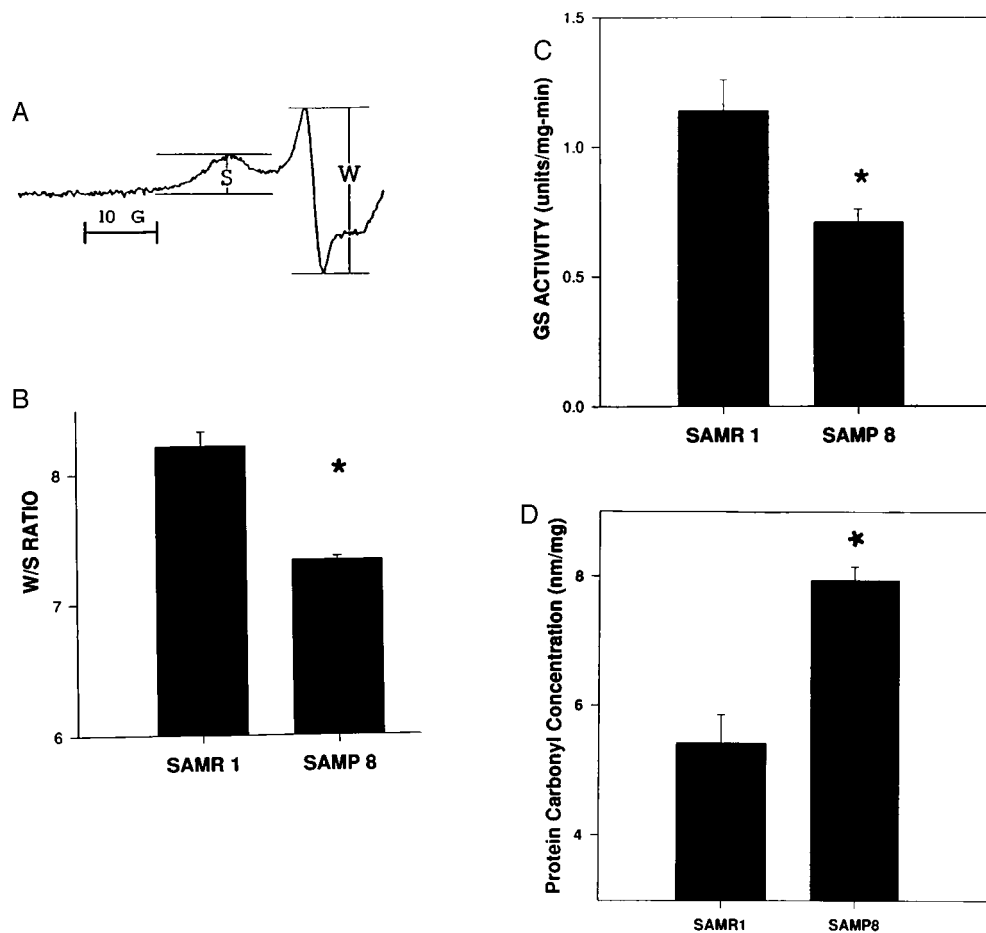 A
S
W
10 G
B
W/S RATIO
8
7
6
SAMR 1 SAMP 8
*
C
GS ACTIVITY (units/mg-min)
1.5
1.0
0.5
0.0
*
SAMR 1 SAMP 8
D
Protein Carbonyl Concentration (nm/mg)
8
6
4
*
SAMR1 SAMP8